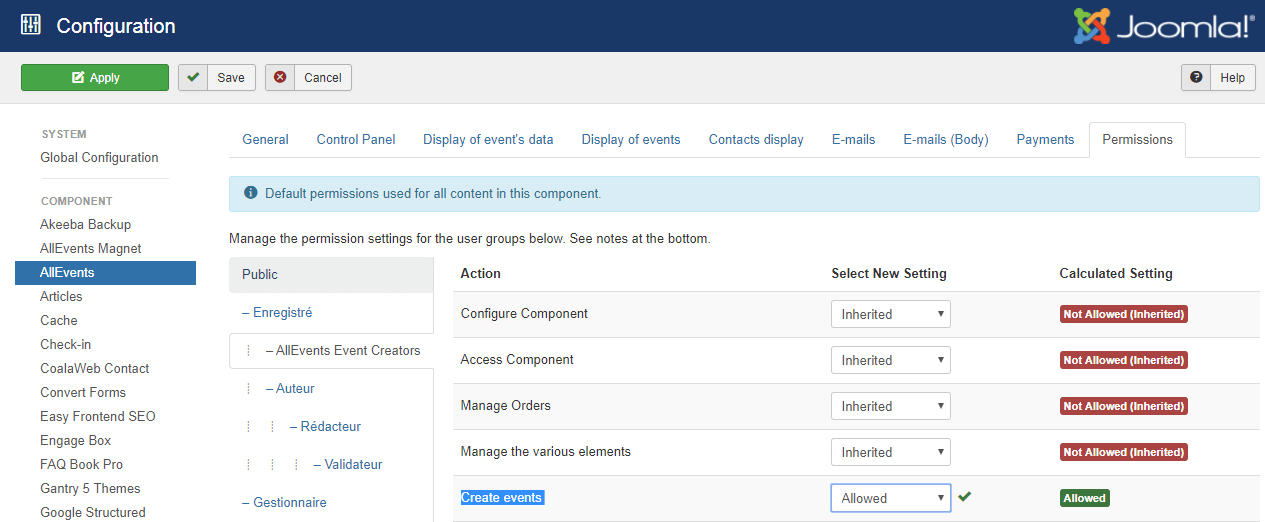 Configuration
Joomla!®
Apply
Save
Cancel
Help
SYSTEM
Global Configuration
COMPONENT
Akeeba Backup
AllEvents Magnet
AllEvents
Articles
Cache
Check-in
CoalaWeb Contact
Convert Forms
Easy Frontend SEO
Engage Box
FAQ Book Pro
Gantry 5 Themes
Google Structured
General Control Panel Display of event's data Display of events Contacts display E-mails E-mails (Body) Payments Permissions
Default permissions used for all content in this component.
Manage the permission settings for the user groups below. See notes at the bottom.
Public
– Enregistré
– AllEvents Event Creators
– Auteur
– Rédacteur
– Validateur
– Gestionnaire
Action Select New Setting Calculated Setting
Configure Component Inherited Not Allowed (Inherited)
Access Component Inherited Not Allowed (Inherited)
Manage Orders Inherited Not Allowed (Inherited)
Manage the various elements Inherited Not Allowed (Inherited)
Create events Allowed Allowed